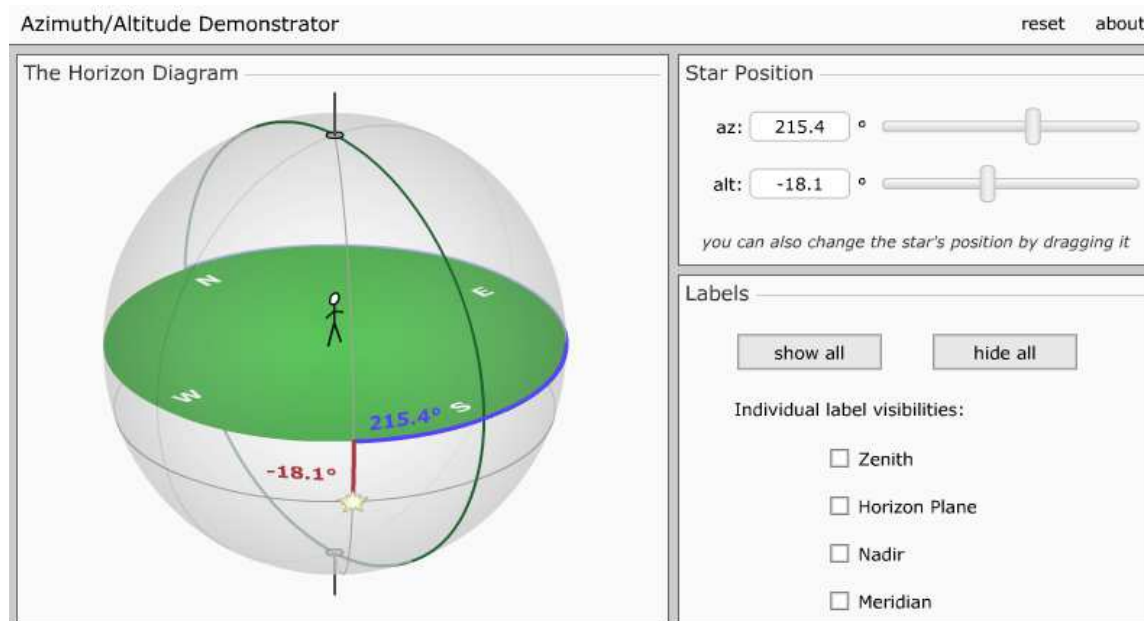 Azimuth/Altitude Demonstrator
reset about
The Horizon Diagram
N
E
W
S
215.4°
-18.1°
Star Position
az: 215.4 °
alt: -18.1 °
you can also change the star's position by dragging it
Labels
show all hide all
Individual label visibilities:
Zenith
Horizon Plane
Nadir
Meridian